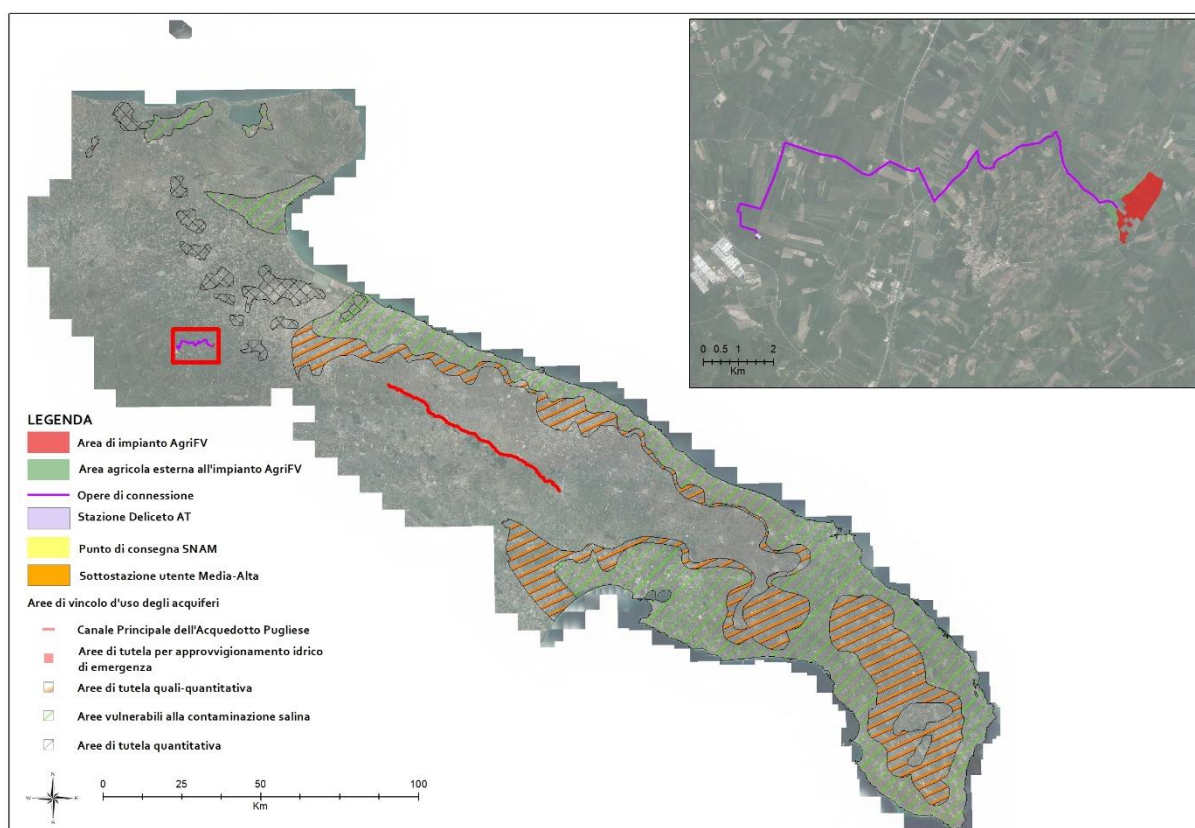 0 0.5 1 2
Km
LEGENDA
Area di impianto AgriFV
Area agricola esterna all'impianto AgriFV
Opere di connessione
Stazione Deliceto AT
Punto di consegna SNAM
Sottostazione utente Media-Alta
Aree di vincolo d'uso degli acquiferi
Canale Principale dell'Acquedotto Pugliese
Aree di tutela per approvvigionamento idrico
di emergenza
Aree di tutela quali-quantitativa
Aree vulnerabili alla contaminazione salina
Aree di tutela quantitativa
N
W E
S
0 25 50 100
Km